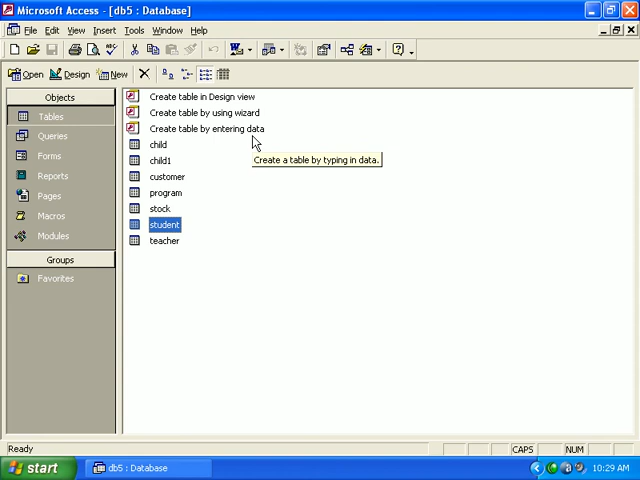 Microsoft Access - [db5 : Database]
File Edit View Insert Tools Window Help
Open Design New
Objects
Tables
Queries
Forms
Reports
Pages
Macros
Modules
Groups
Favorites
Create table in Design view
Create table by using wizard
Create table by entering data
child
Create a table by typing in data.
child1
customer
program
stock
student
teacher
Ready
CAPS NUM
start db5 : Database 10:29 AM